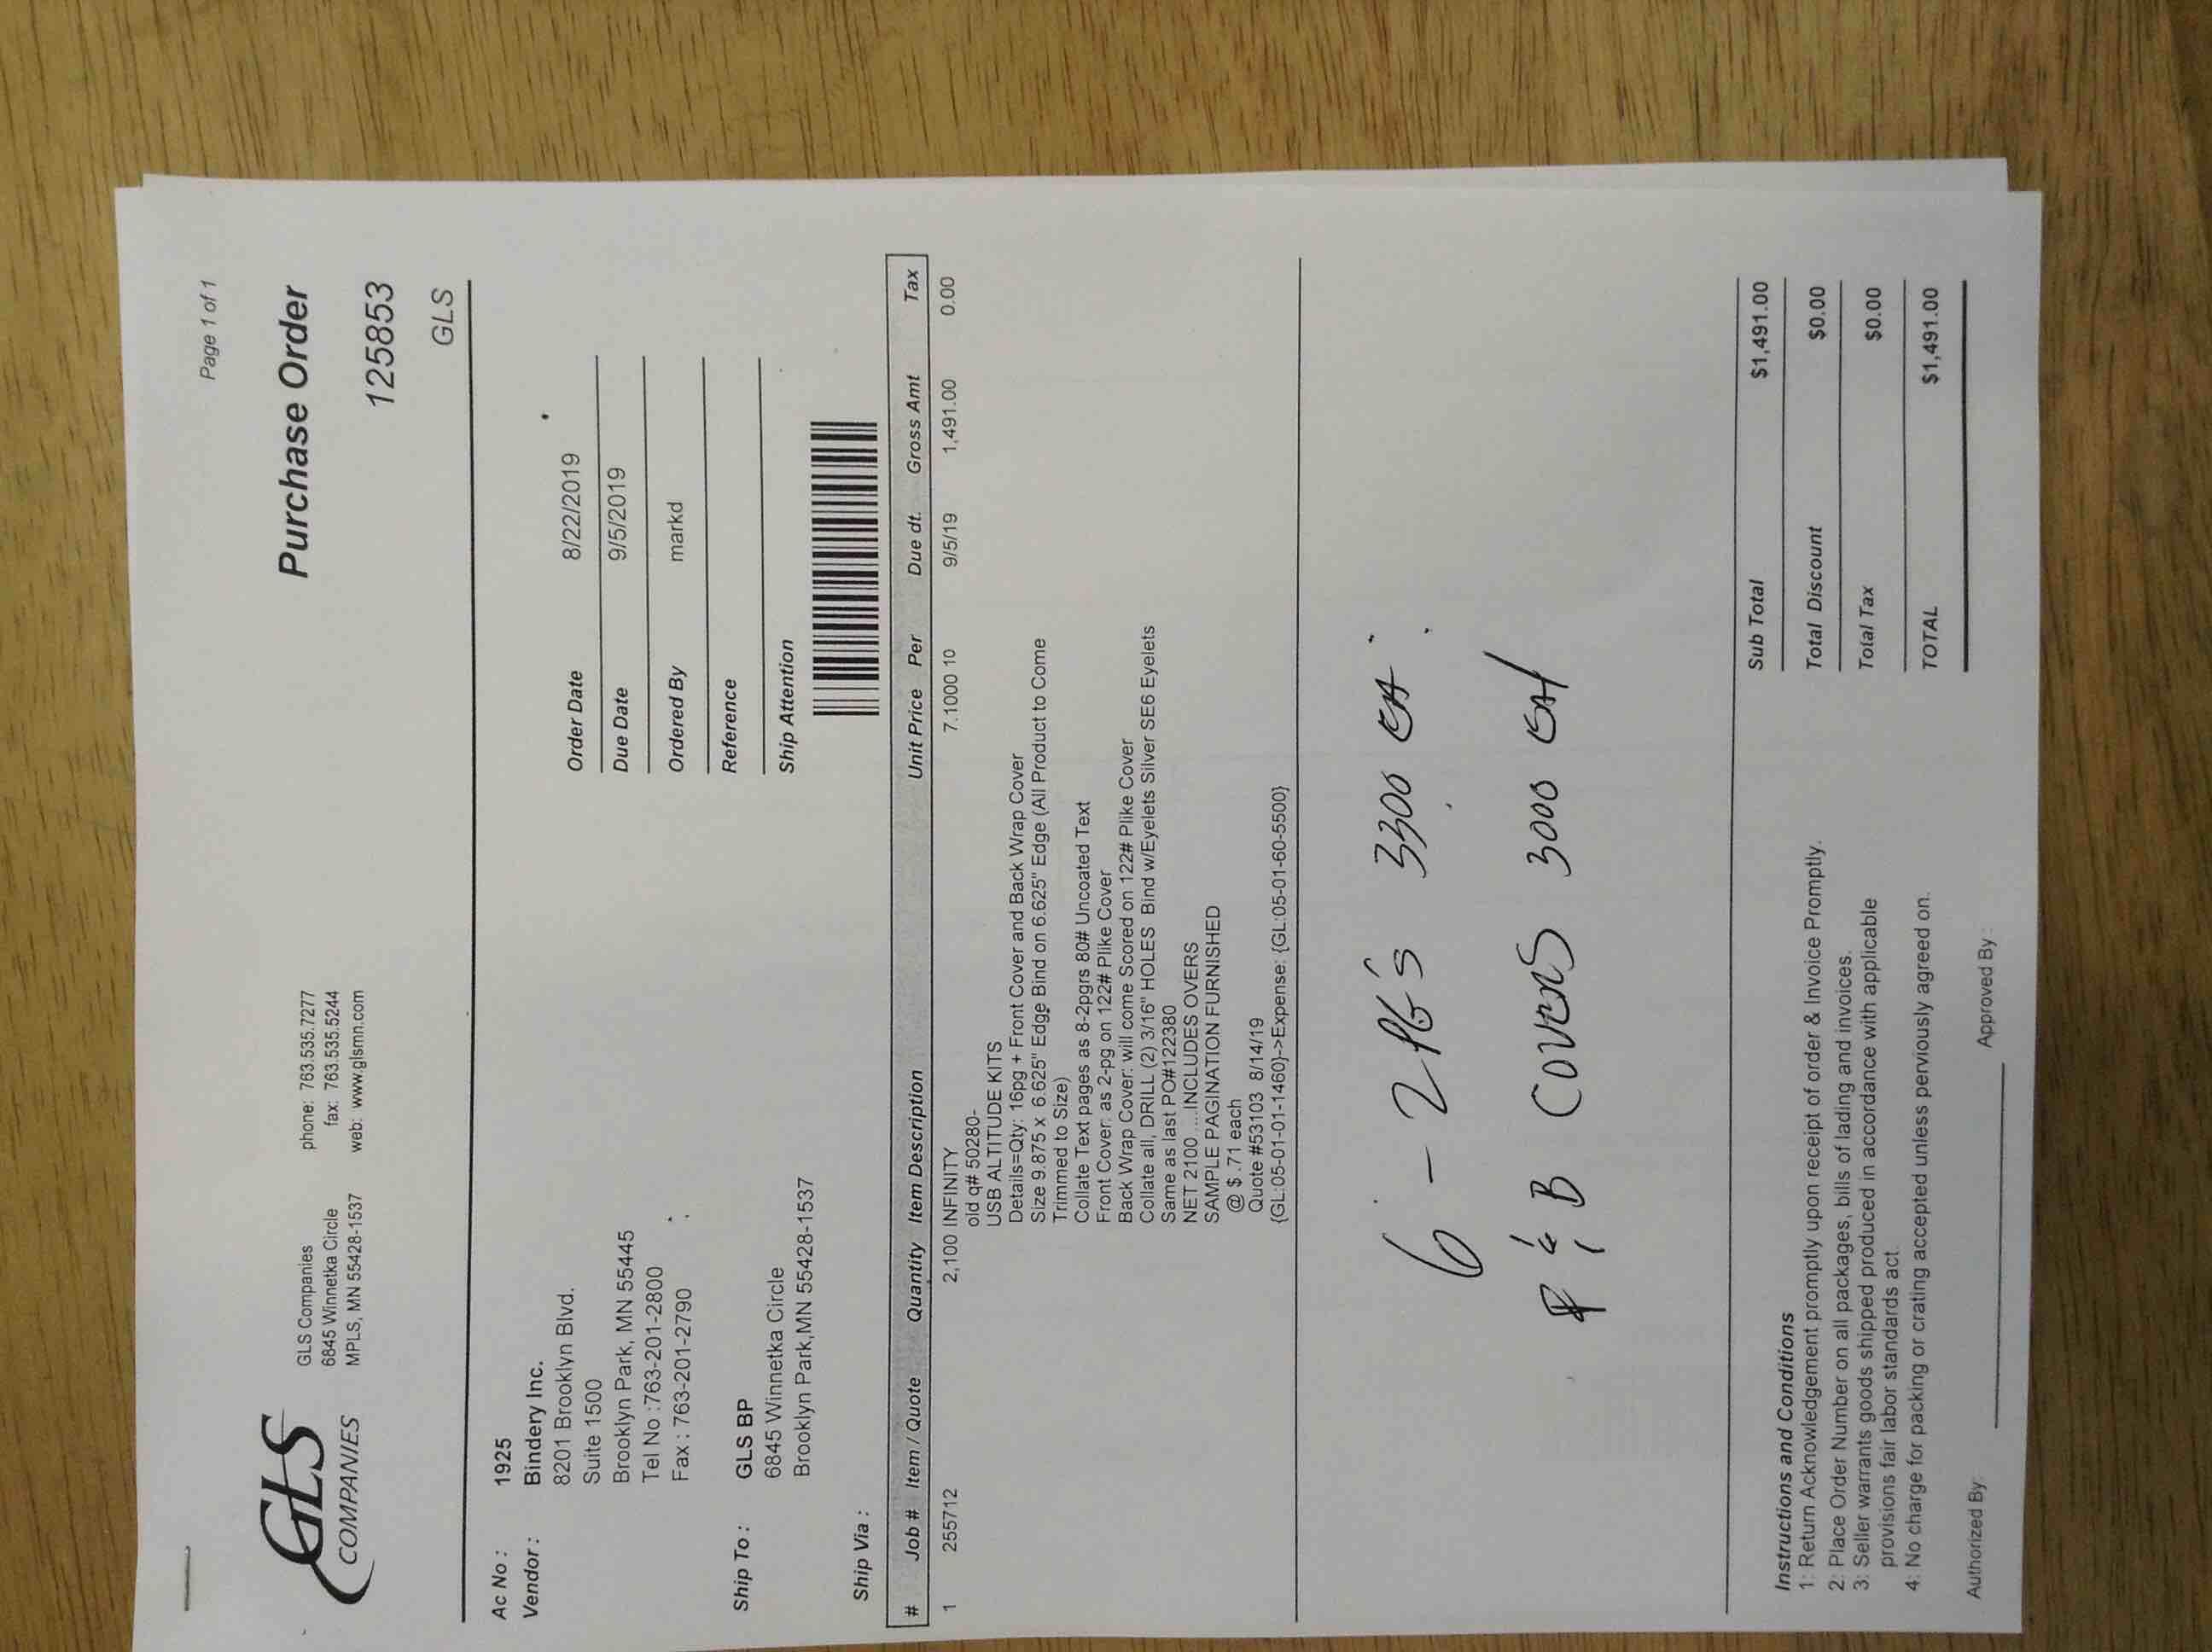 Page 1 of 1
GLS
COMPANIES
GLS Companies
6845 Winnetka Circle
MPLS, MN 55428-1537
phone: 763.535.7277
fax: 763.535.5244
web: www.glsmn.com
Purchase Order
125853
GLS
Ac No : 1925
Vendor : Bindery Inc.
8201 Brooklyn Blvd.
Suite 1500
Brooklyn Park, MN 55445
Tel No :763-201-2800
Fax : 763-201-2790
Ship To : GLS BP
6845 Winnetka Circle
Brooklyn Park,MN 55428-1537
Ship Via :
Order Date 8/22/2019
Due Date 9/5/2019
Ordered By markd
Reference
Ship Attention
# Job # Item / Quote Quantity Item Description Unit Price Per Due dt. Gross Amt Tax
1 255712 2,100 INFINITY 7.1000 10 9/5/19 1,491.00 0.00
old q# 50280-
USB ALTITUDE KITS
Details=Qty: 16pg + Front Cover and Back Wrap Cover
Size 9.875 x 6.625" Edge Bind on 6.625" Edge (All Product to Come
Trimmed to Size)
Collate Text pages as 8-2pgrs 80# Uncoated Text
Front Cover: as 2-pg on 122# Plike Cover
Back Wrap Cover: will come Scored on 122# Plike Cover
Collate all, DRILL (2) 3/16" HOLES Bind w/Eyelets Silver SE6 Eyelets
Same as last PO#122380
NET 2100 ....INCLUDES OVERS
SAMPLE PAGINATION FURNISHED
@ $ .71 each
Quote #53103 8/14/19
{GL:05-01-01-1460}->Expense: {GL:05-01-60-5500}
6 - 2 PG'S 3300 EA
F & B COVERS 3000 EA
Instructions and Conditions
1: Return Acknowledgement promptly upon receipt of order & Invoice Promptly.
2: Place Order Number on all packages, bills of lading and invoices.
3: Seller warrants goods shipped produced in accordance with applicable
provisions fair labor standards act.
4: No charge for packing or crating accepted unless perviously agreed on.
Sub Total $1,491.00
Total Discount $0.00
Total Tax $0.00
TOTAL $1,491.00
Authorized By:
Approved By :